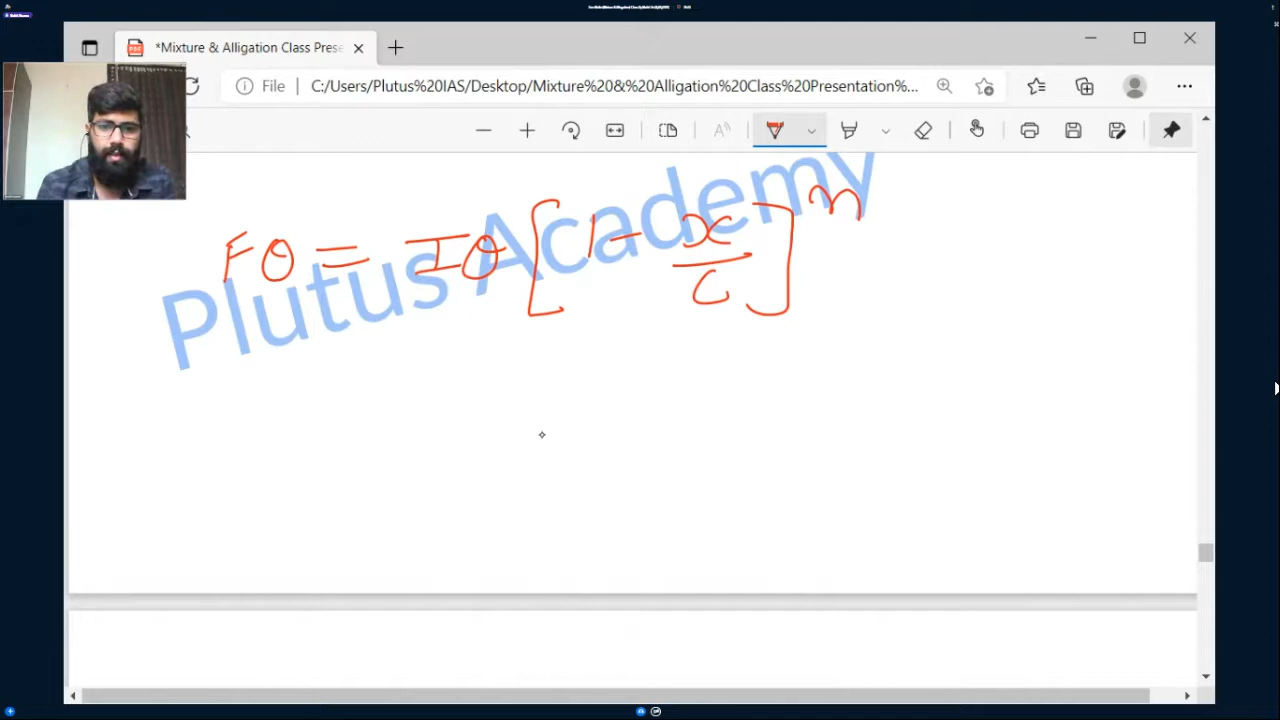 *Mixture & Alligation Class Prese
File
C:/Users/Plutus%20IAS/Desktop/Mixture%20&%20Alligation%20Class%20Presentation%...
Plutus Academy
FQ = IQ [1 - x/C]^n